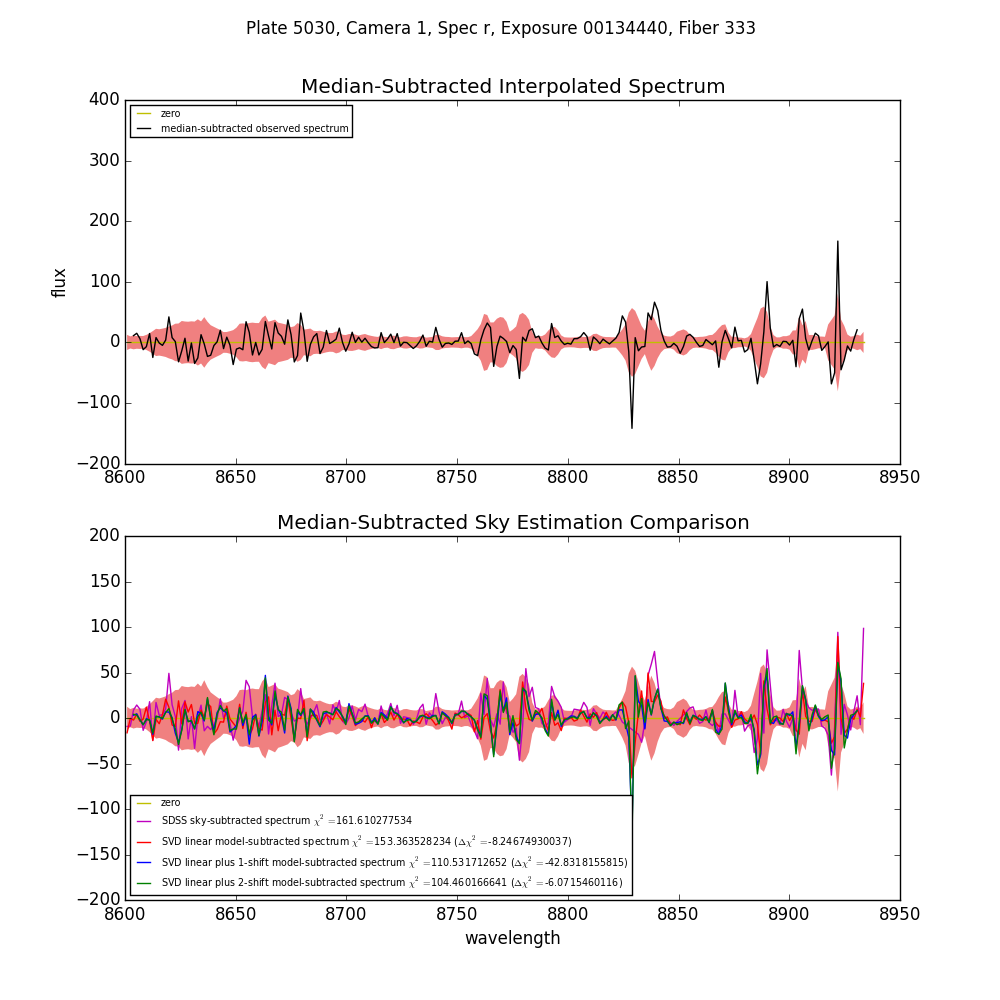 Plate 5030, Camera 1, Spec r, Exposure 00134440, Fiber 333
Median-Subtracted Interpolated Spectrum
400
300
200
100
0
−100
−200
flux
zero
median-subtracted observed spectrum
8600 8650 8700 8750 8800 8850 8900 8950
Median-Subtracted Sky Estimation Comparison
200
150
100
50
0
−50
−100
−150
−200
zero
SDSS sky-subtracted spectrum χ² =161.610277534
SVD linear model-subtracted spectrum χ² =153.363528234 (Δχ² =-8.24674930037)
SVD linear plus 1-shift model-subtracted spectrum χ² =110.531712652 (Δχ² =-42.8318155815)
SVD linear plus 2-shift model-subtracted spectrum χ² =104.460166641 (Δχ² =-6.0715460116)
8600 8650 8700 8750 8800 8850 8900 8950
wavelength